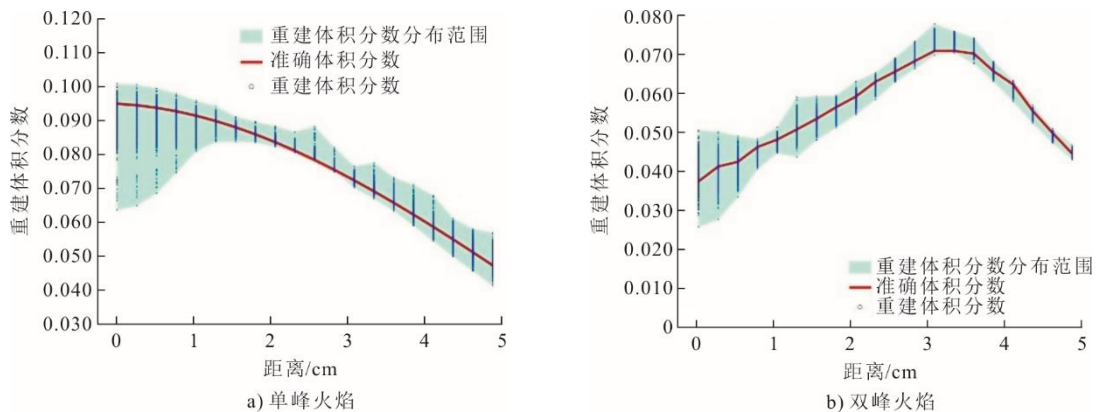 0.120
0.110
0.100
0.090
0.080
0.070
0.060
0.050
0.040
0.030
重建体积分数
重建体积分数分布范围
准确体积分数
重建体积分数
0 1 2 3 4 5
距离/cm
a) 单峰火焰
0.080
0.070
0.060
0.050
0.040
0.030
0.020
0.010
0
重建体积分数
重建体积分数分布范围
准确体积分数
重建体积分数
0 1 2 3 4 5
距离/cm
b) 双峰火焰